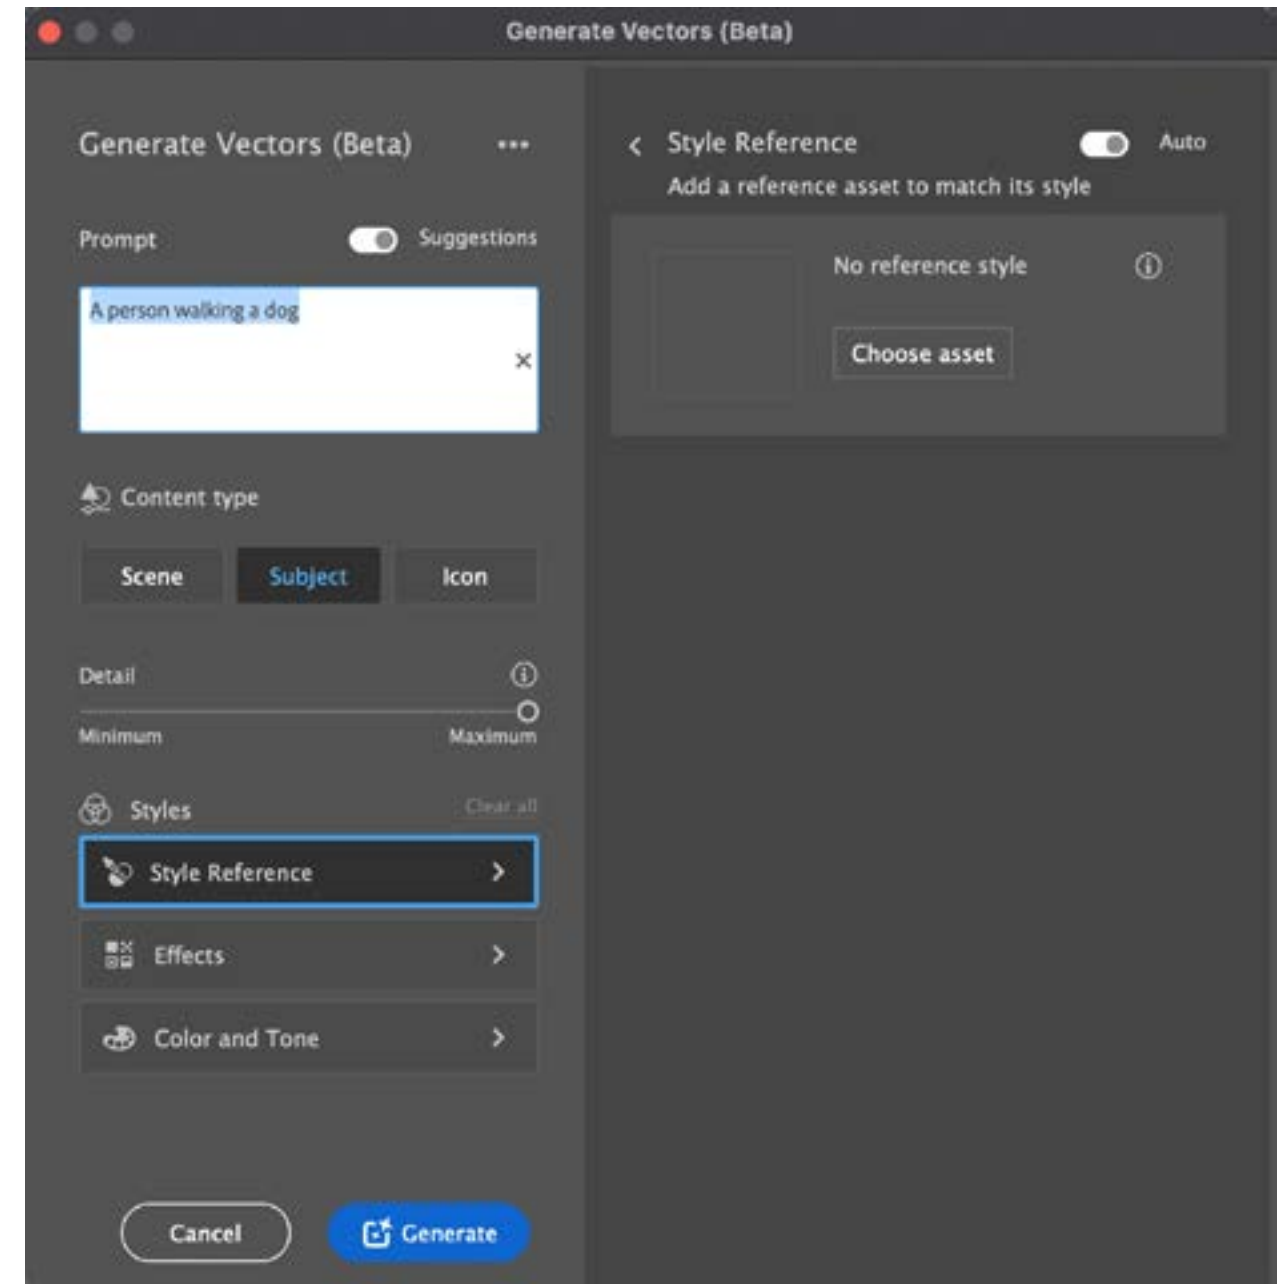 Generate Vectors (Beta)
Generate Vectors (Beta)
Prompt
Suggestions
A person walking a dog
Content type
Scene
Subject
Icon
Detail
Minimum
Maximum
Styles
Clear all
Style Reference
Effects
Color and Tone
Cancel
Generate
Style Reference
Auto
Add a reference asset to match its style
No reference style
Choose asset